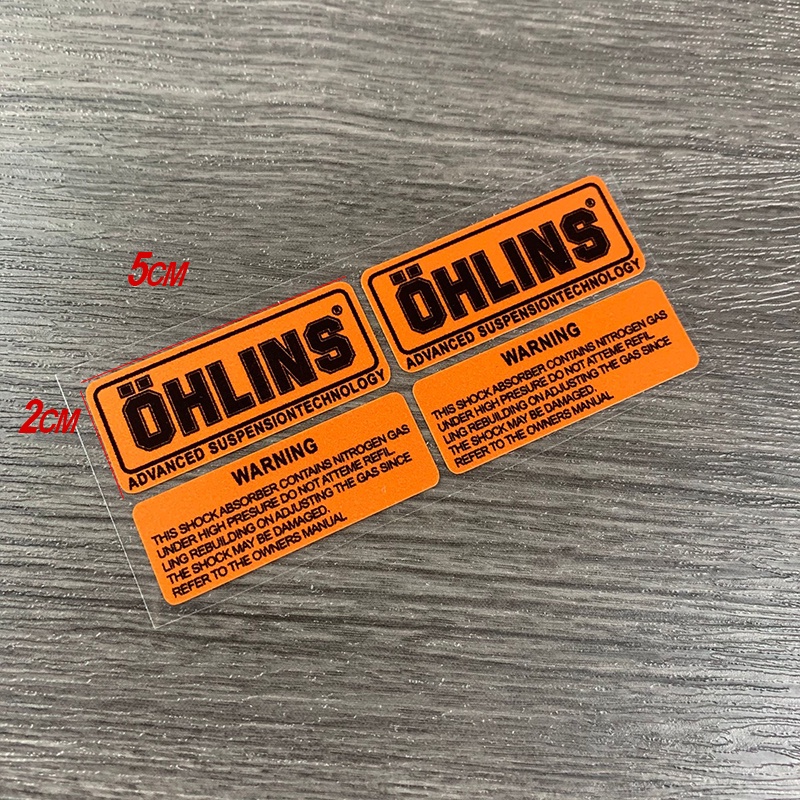 5CM
2CM
ÖHLINS®
ADVANCED SUSPENSIONTECHNOLOGY
WARNING
THIS SHOCK ABSORBER CONTAINS NITROGEN GAS
UNDER HIGH PRESURE DO NOT ATTEME REFIL
LING REBUILDING ON ADJUSTING THE GAS SINCE
THE SHOCK MAY BE DAMAGED.
REFER TO THE OWNERS MANUAL
ÖHLINS®
ADVANCED SUSPENSIONTECHNOLOGY
WARNING
THIS SHOCK ABSORBER CONTAINS NITROGEN GAS
UNDER HIGH PRESURE DO NOT ATTEME REFIL.
LING REBUILDING ON ADJUSTING THE GAS SINCE
THE SHOCK MAY BE DAMAGED.
REFER TO THE OWNERS MANUAL